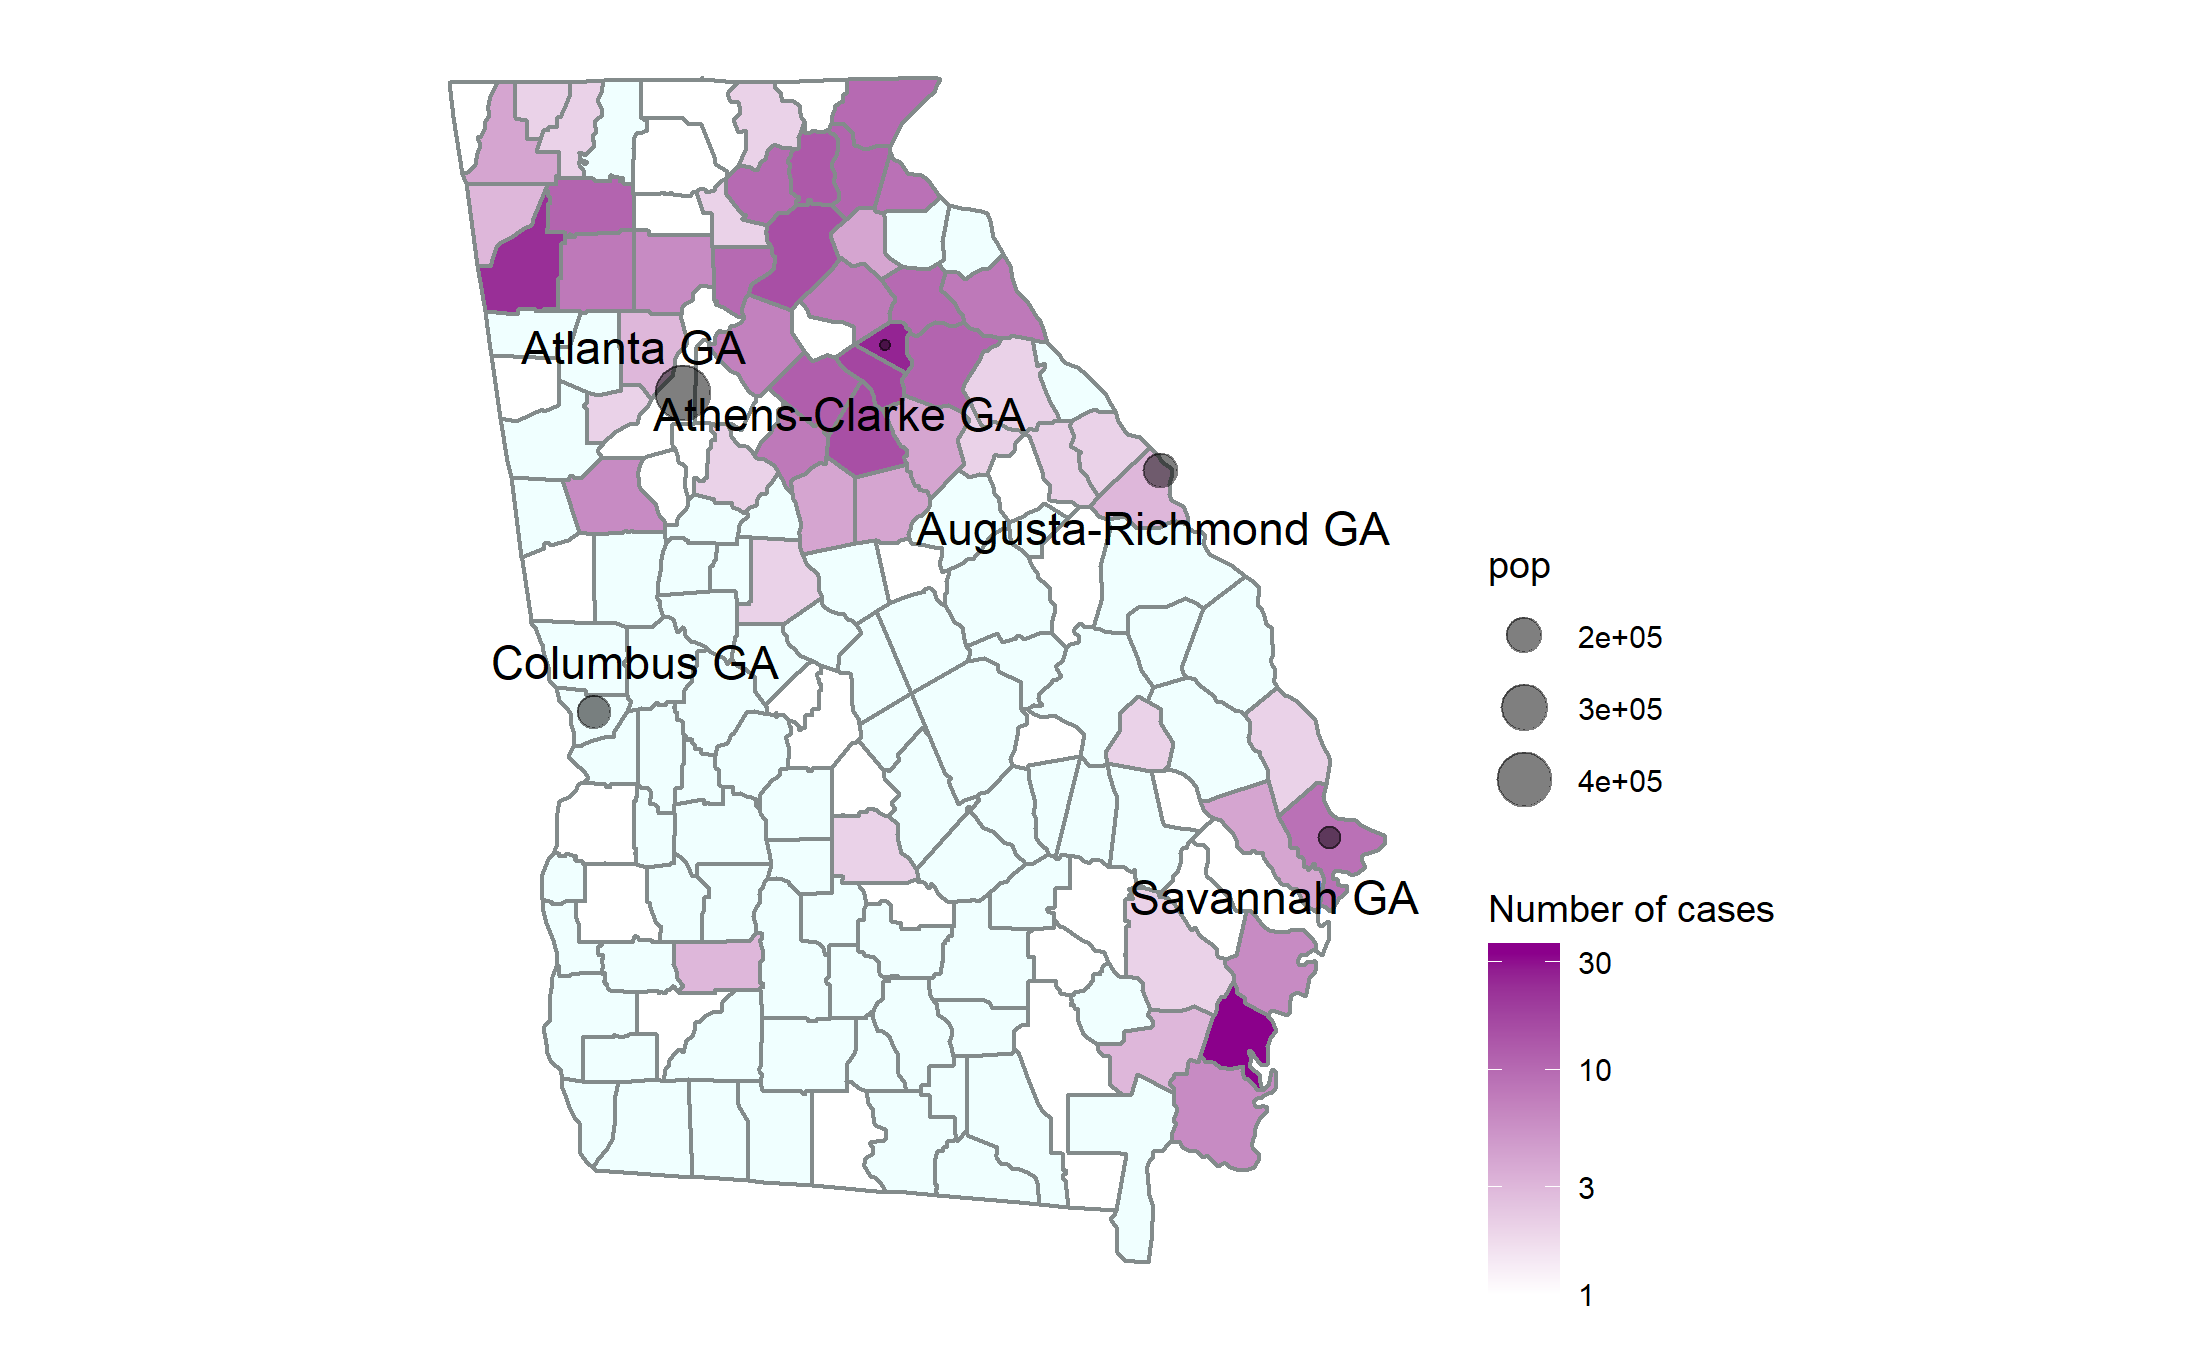 Atlanta GA
Athens-Clarke GA
Augusta-Richmond GA
Columbus GA
Savannah GA
pop
2e+05
3e+05
4e+05
Number of cases
30
10
3
1